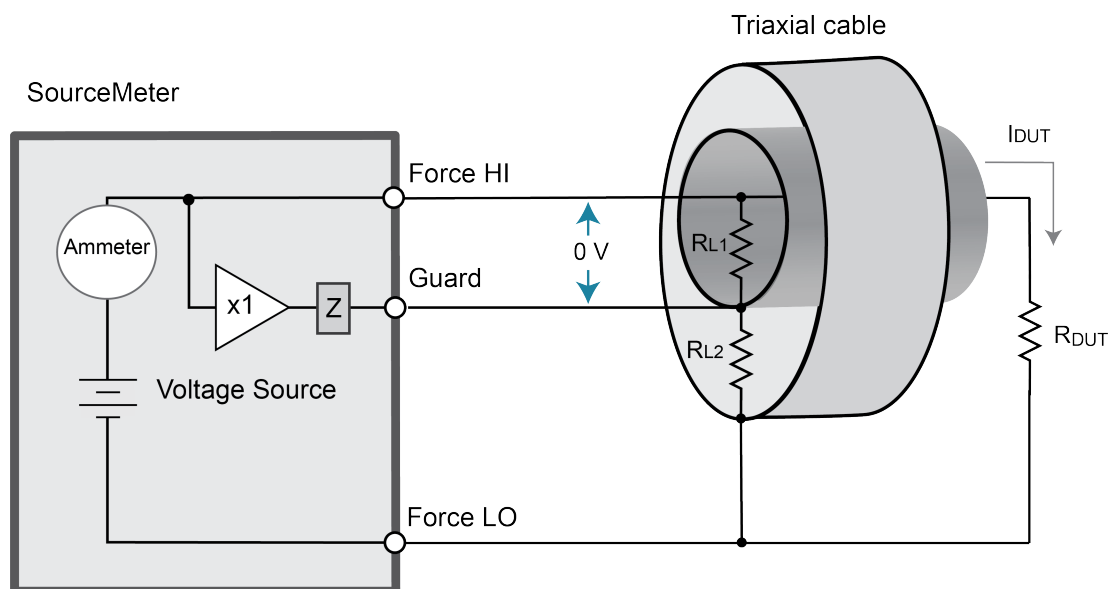 Triaxial cable
SourceMeter
IDUT
Force HI
Ammeter
RL1
0 V
Guard
x1
Z
RDUT
RL2
Voltage Source
Force LO